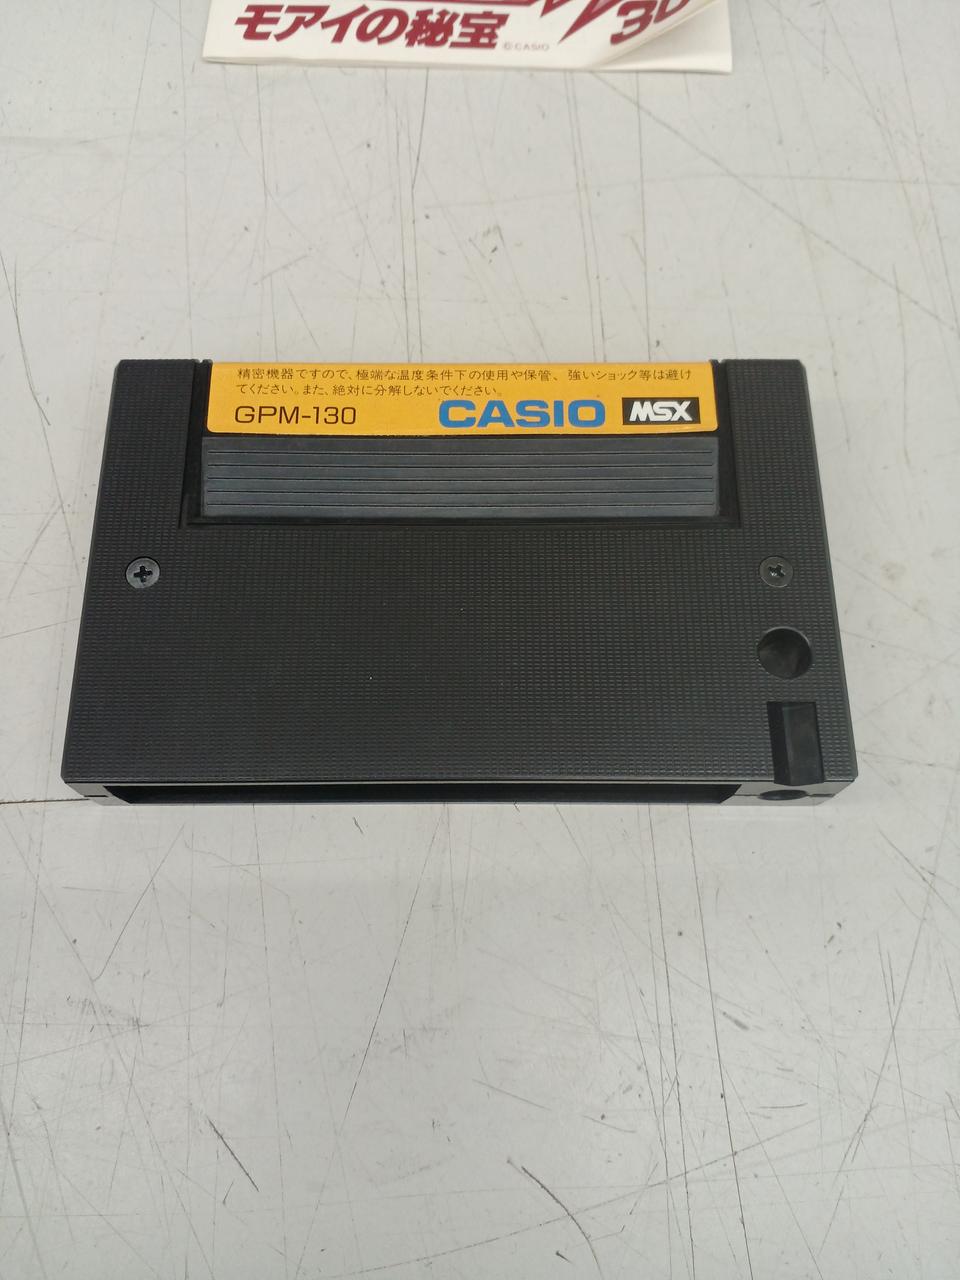 モアイの秘宝 ©CASIO
精密機器ですので、極端な温度条件下の使用や保管、強いショック等は避け
てください。また、絶対に分解しないでください。
GPM-130 CASIO MSX